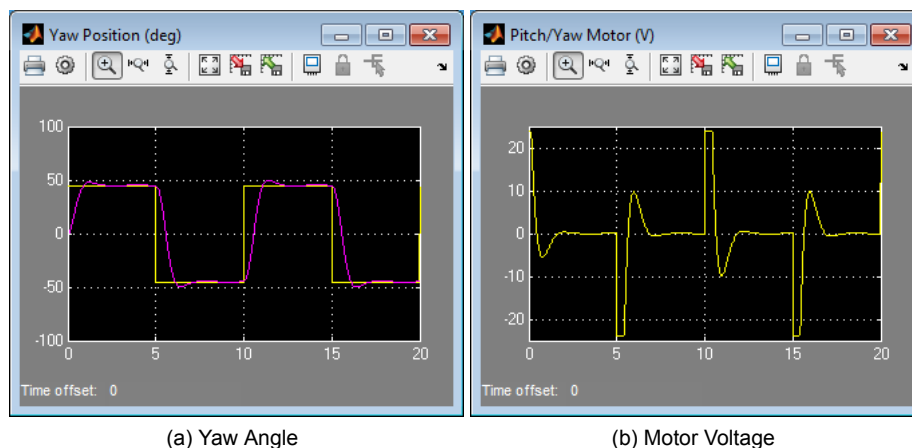 Yaw Position (deg)
100
50
0
-50
-100
0 5 10 15 20
Time offset: 0
(a) Yaw Angle
Pitch/Yaw Motor (V)
20
10
0
-10
-20
0 5 10 15 20
Time offset: 0
(b) Motor Voltage